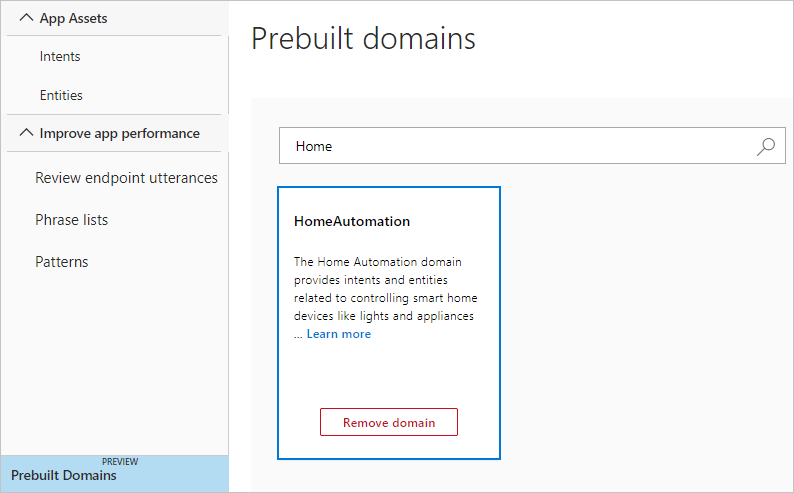 App Assets
Intents
Entities
Improve app performance
Review endpoint utterances
Phrase lists
Patterns
PREVIEW
Prebuilt Domains
Prebuilt domains
Home
HomeAutomation
The Home Automation domain
provides intents and entities
related to controlling smart home
devices like lights and appliances
... Learn more
Remove domain